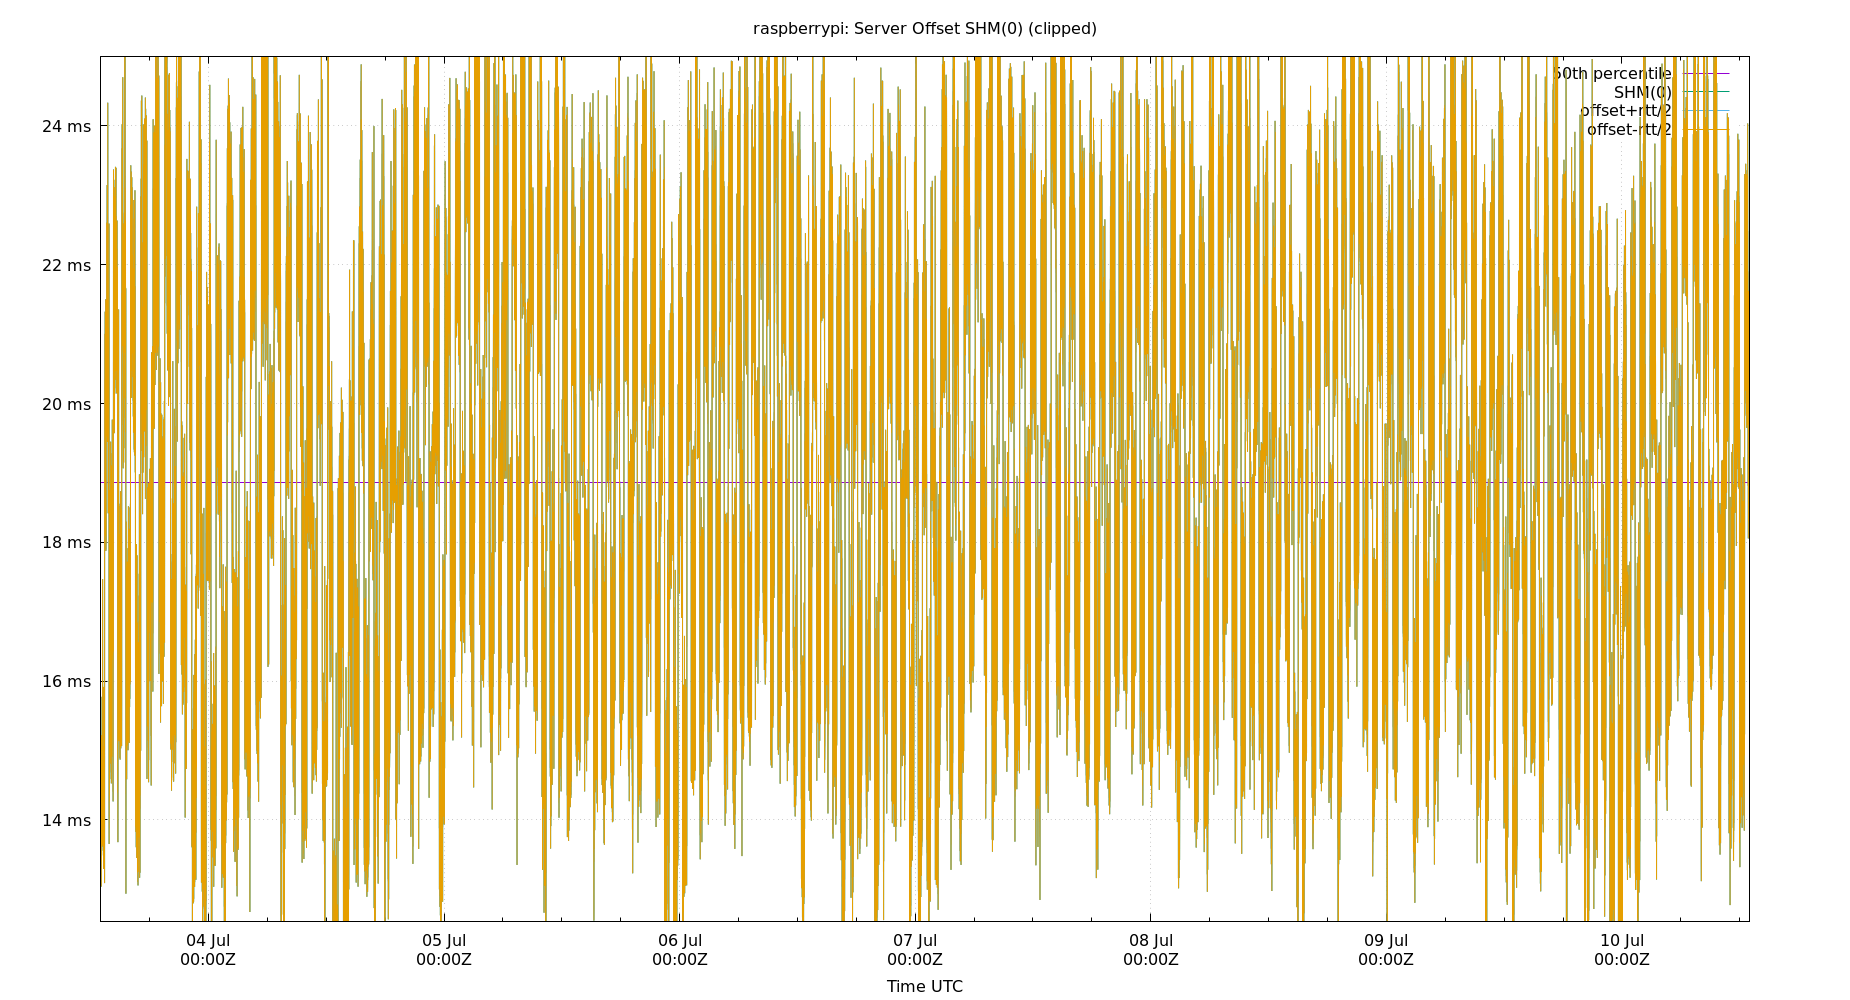 raspberrypi: Server Offset SHM(0) (clipped)
50th percentile
SHM(0)
offset+rtt/2
offset-rtt/2
24 ms
22 ms
20 ms
18 ms
16 ms
14 ms
04 Jul 05 Jul 06 Jul 07 Jul 08 Jul 09 Jul 10 Jul
00:00Z 00:00Z 00:00Z 00:00Z 00:00Z 00:00Z 00:00Z
Time UTC